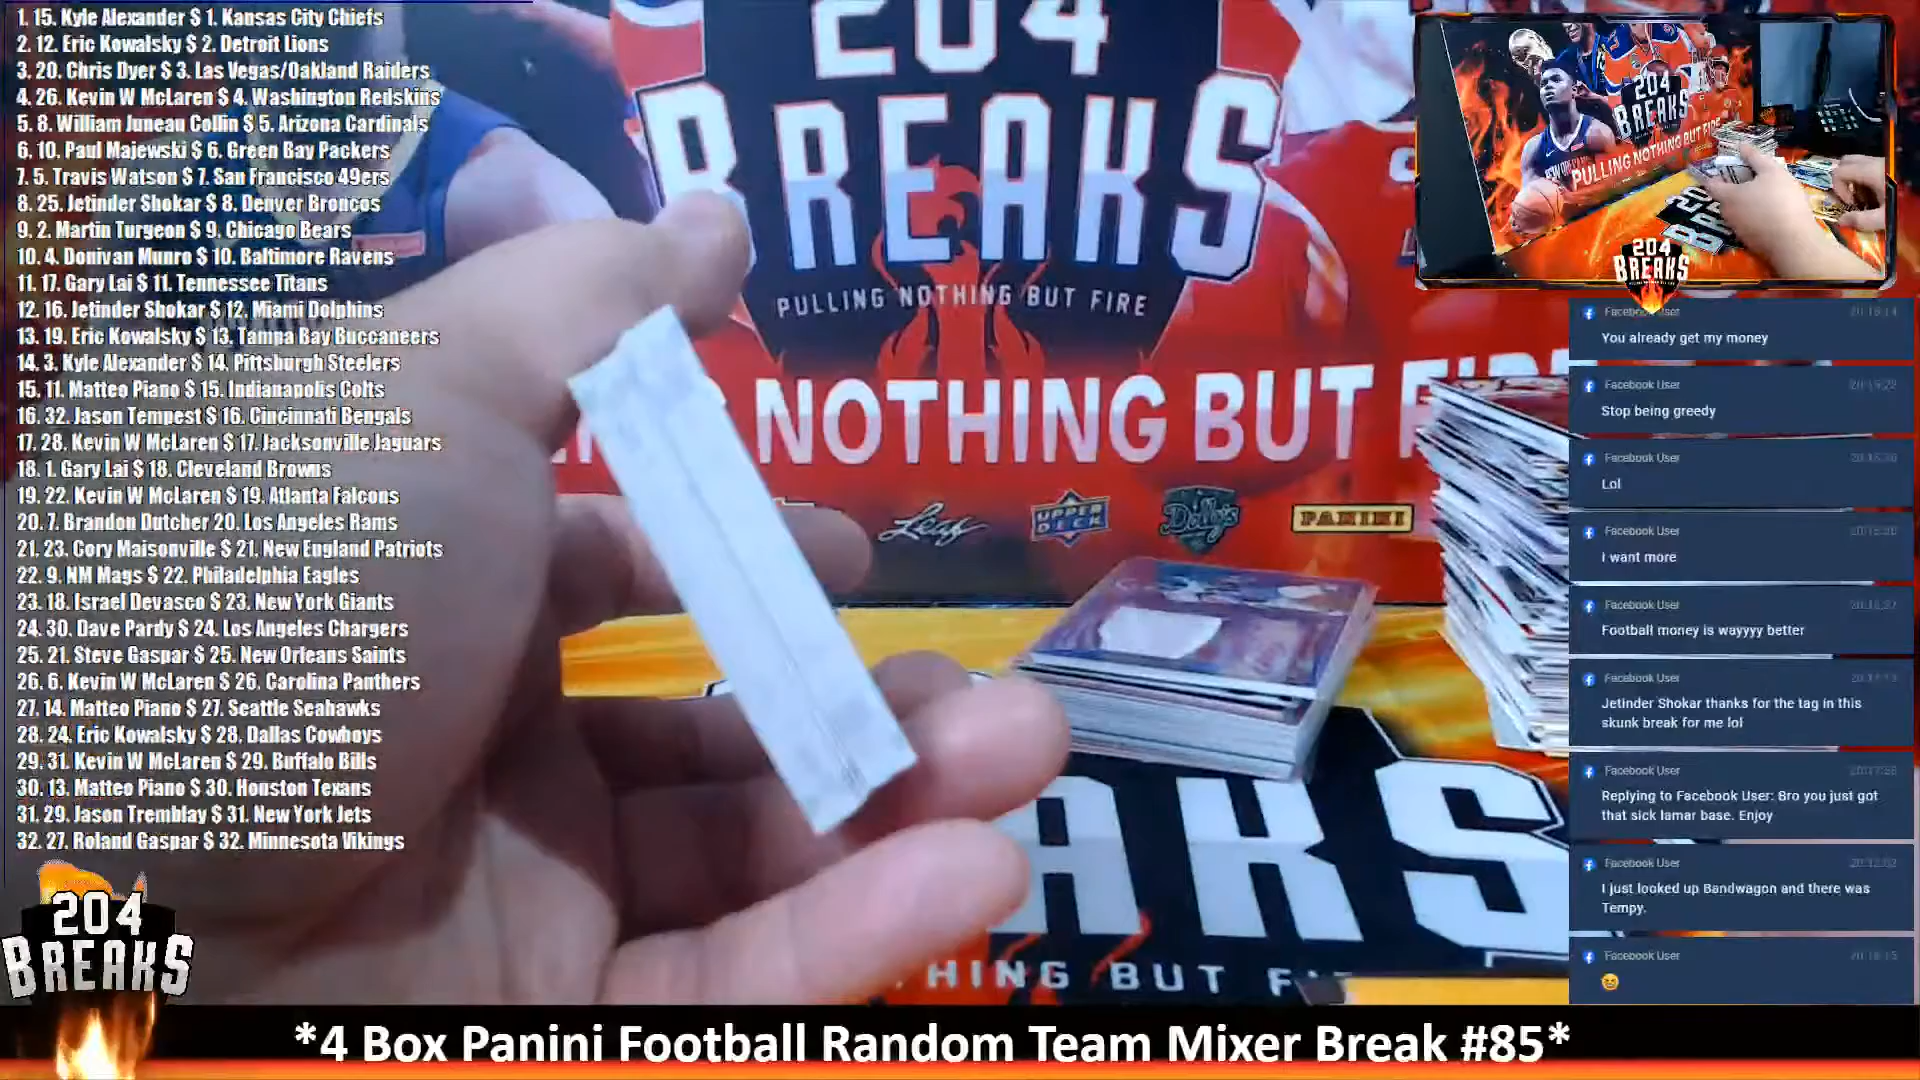 1. 15. Kyle Alexander $ 1. Kansas City Chiefs
2. 12. Eric Kowalsky $ 2. Detroit Lions
3. 20. Chris Dyer $ 3. Las Vegas/Oakland Raiders
4. 26. Kevin W McLaren $ 4. Washington Redskins
5. 8. William Juneau Collin $ 5. Arizona Cardinals
6. 10. Paul Majewski $ 6. Green Bay Packers
7. 5. Travis Watson $ 7. San Francisco 49ers
8. 25. Jetinder Shokar $ 8. Denver Broncos
9. 2. Martin Turgeon $ 9. Chicago Bears
10. 4. Donivan Munro $ 10. Baltimore Ravens
11. 17. Gary Lai $ 11. Tennessee Titans
12. 16. Jetinder Shokar $ 12. Miami Dolphins
13. 19. Eric Kowalsky $ 13. Tampa Bay Buccaneers
14. 3. Kyle Alexander $ 14. Pittsburgh Steelers
15. 11. Matteo Piano $ 15. Indianapolis Colts
16. 32. Jason Tempest $ 16. Cincinnati Bengals
17. 28. Kevin W McLaren $ 17. Jacksonville Jaguars
18. 1. Gary Lai $ 18. Cleveland Browns
19. 22. Kevin W McLaren $ 19. Atlanta Falcons
20. 7. Brandon Dutcher 20. Los Angeles Rams
21. 23. Cory Maisonville $ 21. New England Patriots
22. 9. NM Mags $ 22. Philadelphia Eagles
23. 18. Israel Devasco $ 23. New York Giants
24. 30. Dave Pardy $ 24. Los Angeles Chargers
25. 21. Steve Gaspar $ 25. New Orleans Saints
26. 6. Kevin W McLaren $ 26. Carolina Panthers
27. 14. Matteo Piano $ 27. Seattle Seahawks
28. 24. Eric Kowalsky $ 28. Dallas Cowboys
29. 31. Kevin W McLaren $ 29. Buffalo Bills
30. 13. Matteo Piano $ 30. Houston Texans
31. 29. Jason Tremblay $ 31. New York Jets
32. 27. Roland Gaspar $ 32. Minnesota Vikings
204
BREAKS
204
BREAKS
PULLING NOTHING BUT FIRE
NOTHING BUT
Leaf
UPPER DECK
Dolly's
PANINI
HING BUT
204
BREAKS
PULLING NOTHING BUT FIRE
204
BREAKS
Facebook User
You already get my money
Facebook User
Stop being greedy
Facebook User
Lol
Facebook User
I want more
Facebook User
Football money is wayyyy better
Facebook User
Jetinder Shokar thanks for the tag in this
skunk break for me lol
Facebook User
Replying to Facebook User: Bro you just got
that sick lamar base. Enjoy
Facebook User
I just looked up Bandwagon and there was
Tempy.
Facebook User
*4 Box Panini Football Random Team Mixer Break #85*